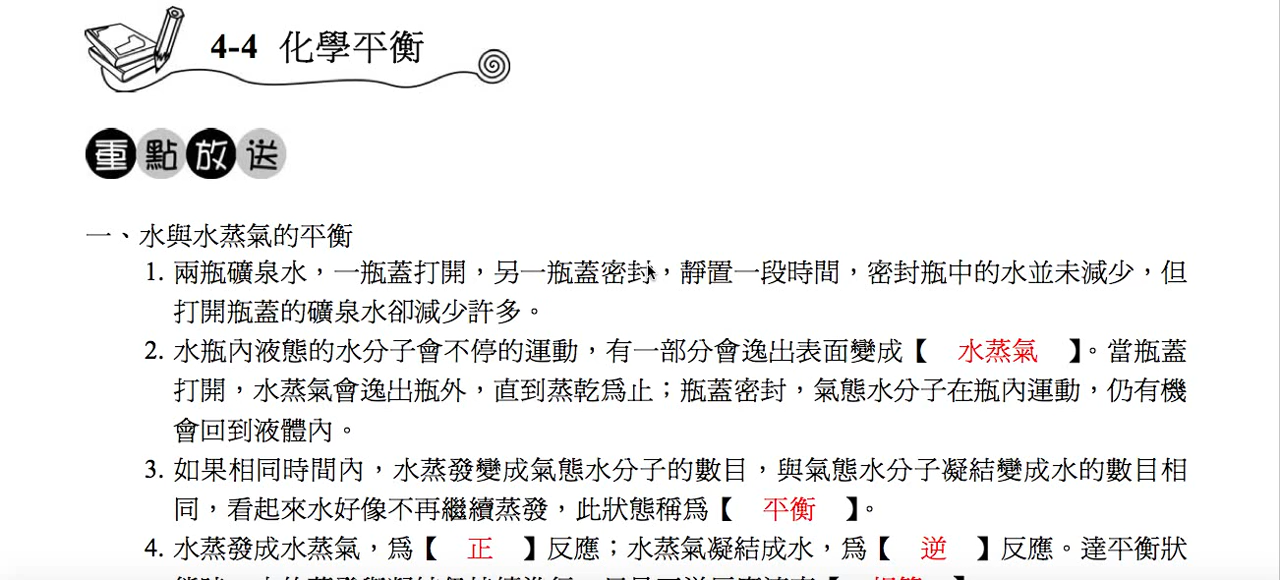 4-4 化學平衡
重點放送
一、水與水蒸氣的平衡
1. 兩瓶礦泉水，一瓶蓋打開，另一瓶蓋密封，靜置一段時間，密封瓶中的水並未減少，但
打開瓶蓋的礦泉水卻減少許多。
2. 水瓶內液態的水分子會不停的運動，有一部分會逸出表面變成【 水蒸氣 】。當瓶蓋
打開，水蒸氣會逸出瓶外，直到蒸乾為止；瓶蓋密封，氣態水分子在瓶內運動，仍有機
會回到液體內。
3. 如果相同時間內，水蒸發變成氣態水分子的數目，與氣態水分子凝結變成水的數目相
同，看起來水好像不再繼續蒸發，此狀態稱為【 平衡 】。
4. 水蒸發成水蒸氣，為【 正 】反應；水蒸氣凝結成水，為【 逆 】反應。達平衡狀